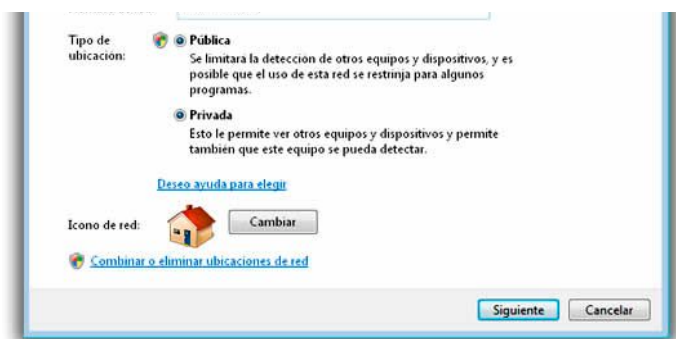 Tipo de
ubicación:
Pública
Se limitará la detección de otros equipos y dispositivos, y es
posible que el uso de esta red se restrinja para algunos
programas.
Privada
Esto le permite ver otros equipos y dispositivos y permite
también que este equipo se pueda detectar.
Deseo ayuda para elegir
Icono de red:
Cambiar
Combinar o eliminar ubicaciones de red
Siguiente
Cancelar